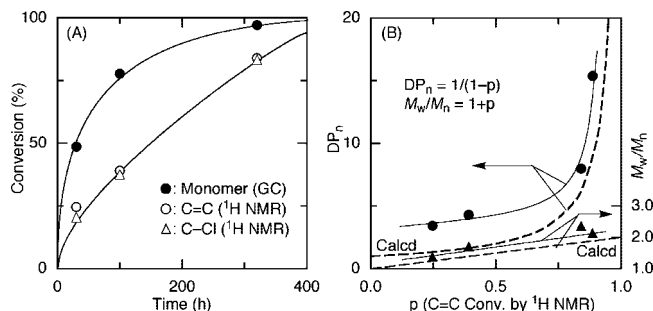 (A)
100
50
0
Conversion (%)
●: Monomer (GC)
○: C=C (¹H NMR)
△: C–Cl (¹H NMR)
0 100 200 300 400
Time (h)
(B)
20
10
0
DPn
DPn = 1/(1–p)
Mw/Mn = 1+p
Calcd
Calcd
3.0
2.0
1.0
Mw/Mn
0.0 0.5 1.0
p (C=C Conv. by ¹H NMR)